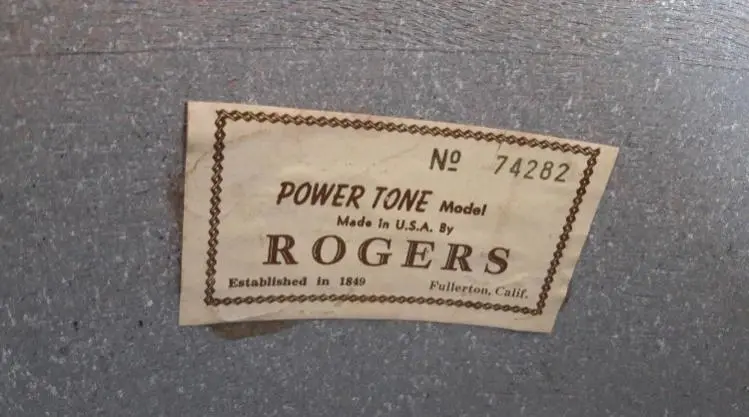 Nº 74282
POWER TONE Model
Made in U.S.A. By
ROGERS
Established in 1849 Fullerton, Calif.